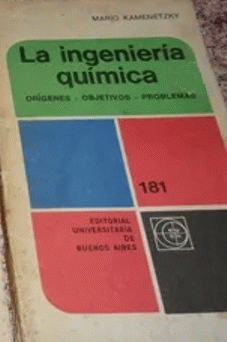 MARIO KAMENETZKY
La ingeniería
química
ORÍGENES - OBJETIVOS - PROBLEMAS
181
EDITORIAL
UNIVERSITARIA
DE
BUENOS AIRES